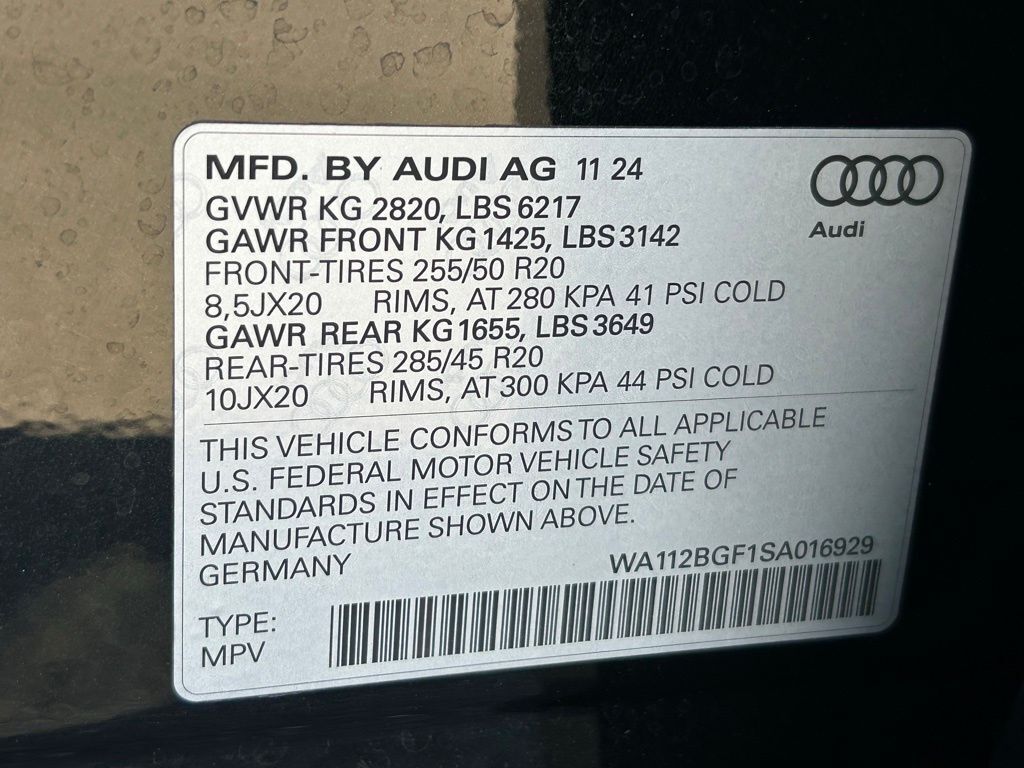 MFD. BY AUDI AG 11 24
GVWR KG 2820, LBS 6217
GAWR FRONT KG 1425, LBS 3142
FRONT-TIRES 255/50 R20
8,5JX20 RIMS, AT 280 KPA 41 PSI COLD
GAWR REAR KG 1655, LBS 3649
REAR-TIRES 285/45 R20
10JX20 RIMS, AT 300 KPA 44 PSI COLD
Audi
THIS VEHICLE CONFORMS TO ALL APPLICABLE
U.S. FEDERAL MOTOR VEHICLE SAFETY
STANDARDS IN EFFECT ON THE DATE OF
MANUFACTURE SHOWN ABOVE.
GERMANY
WA112BGF1SA016929
TYPE:
MPV